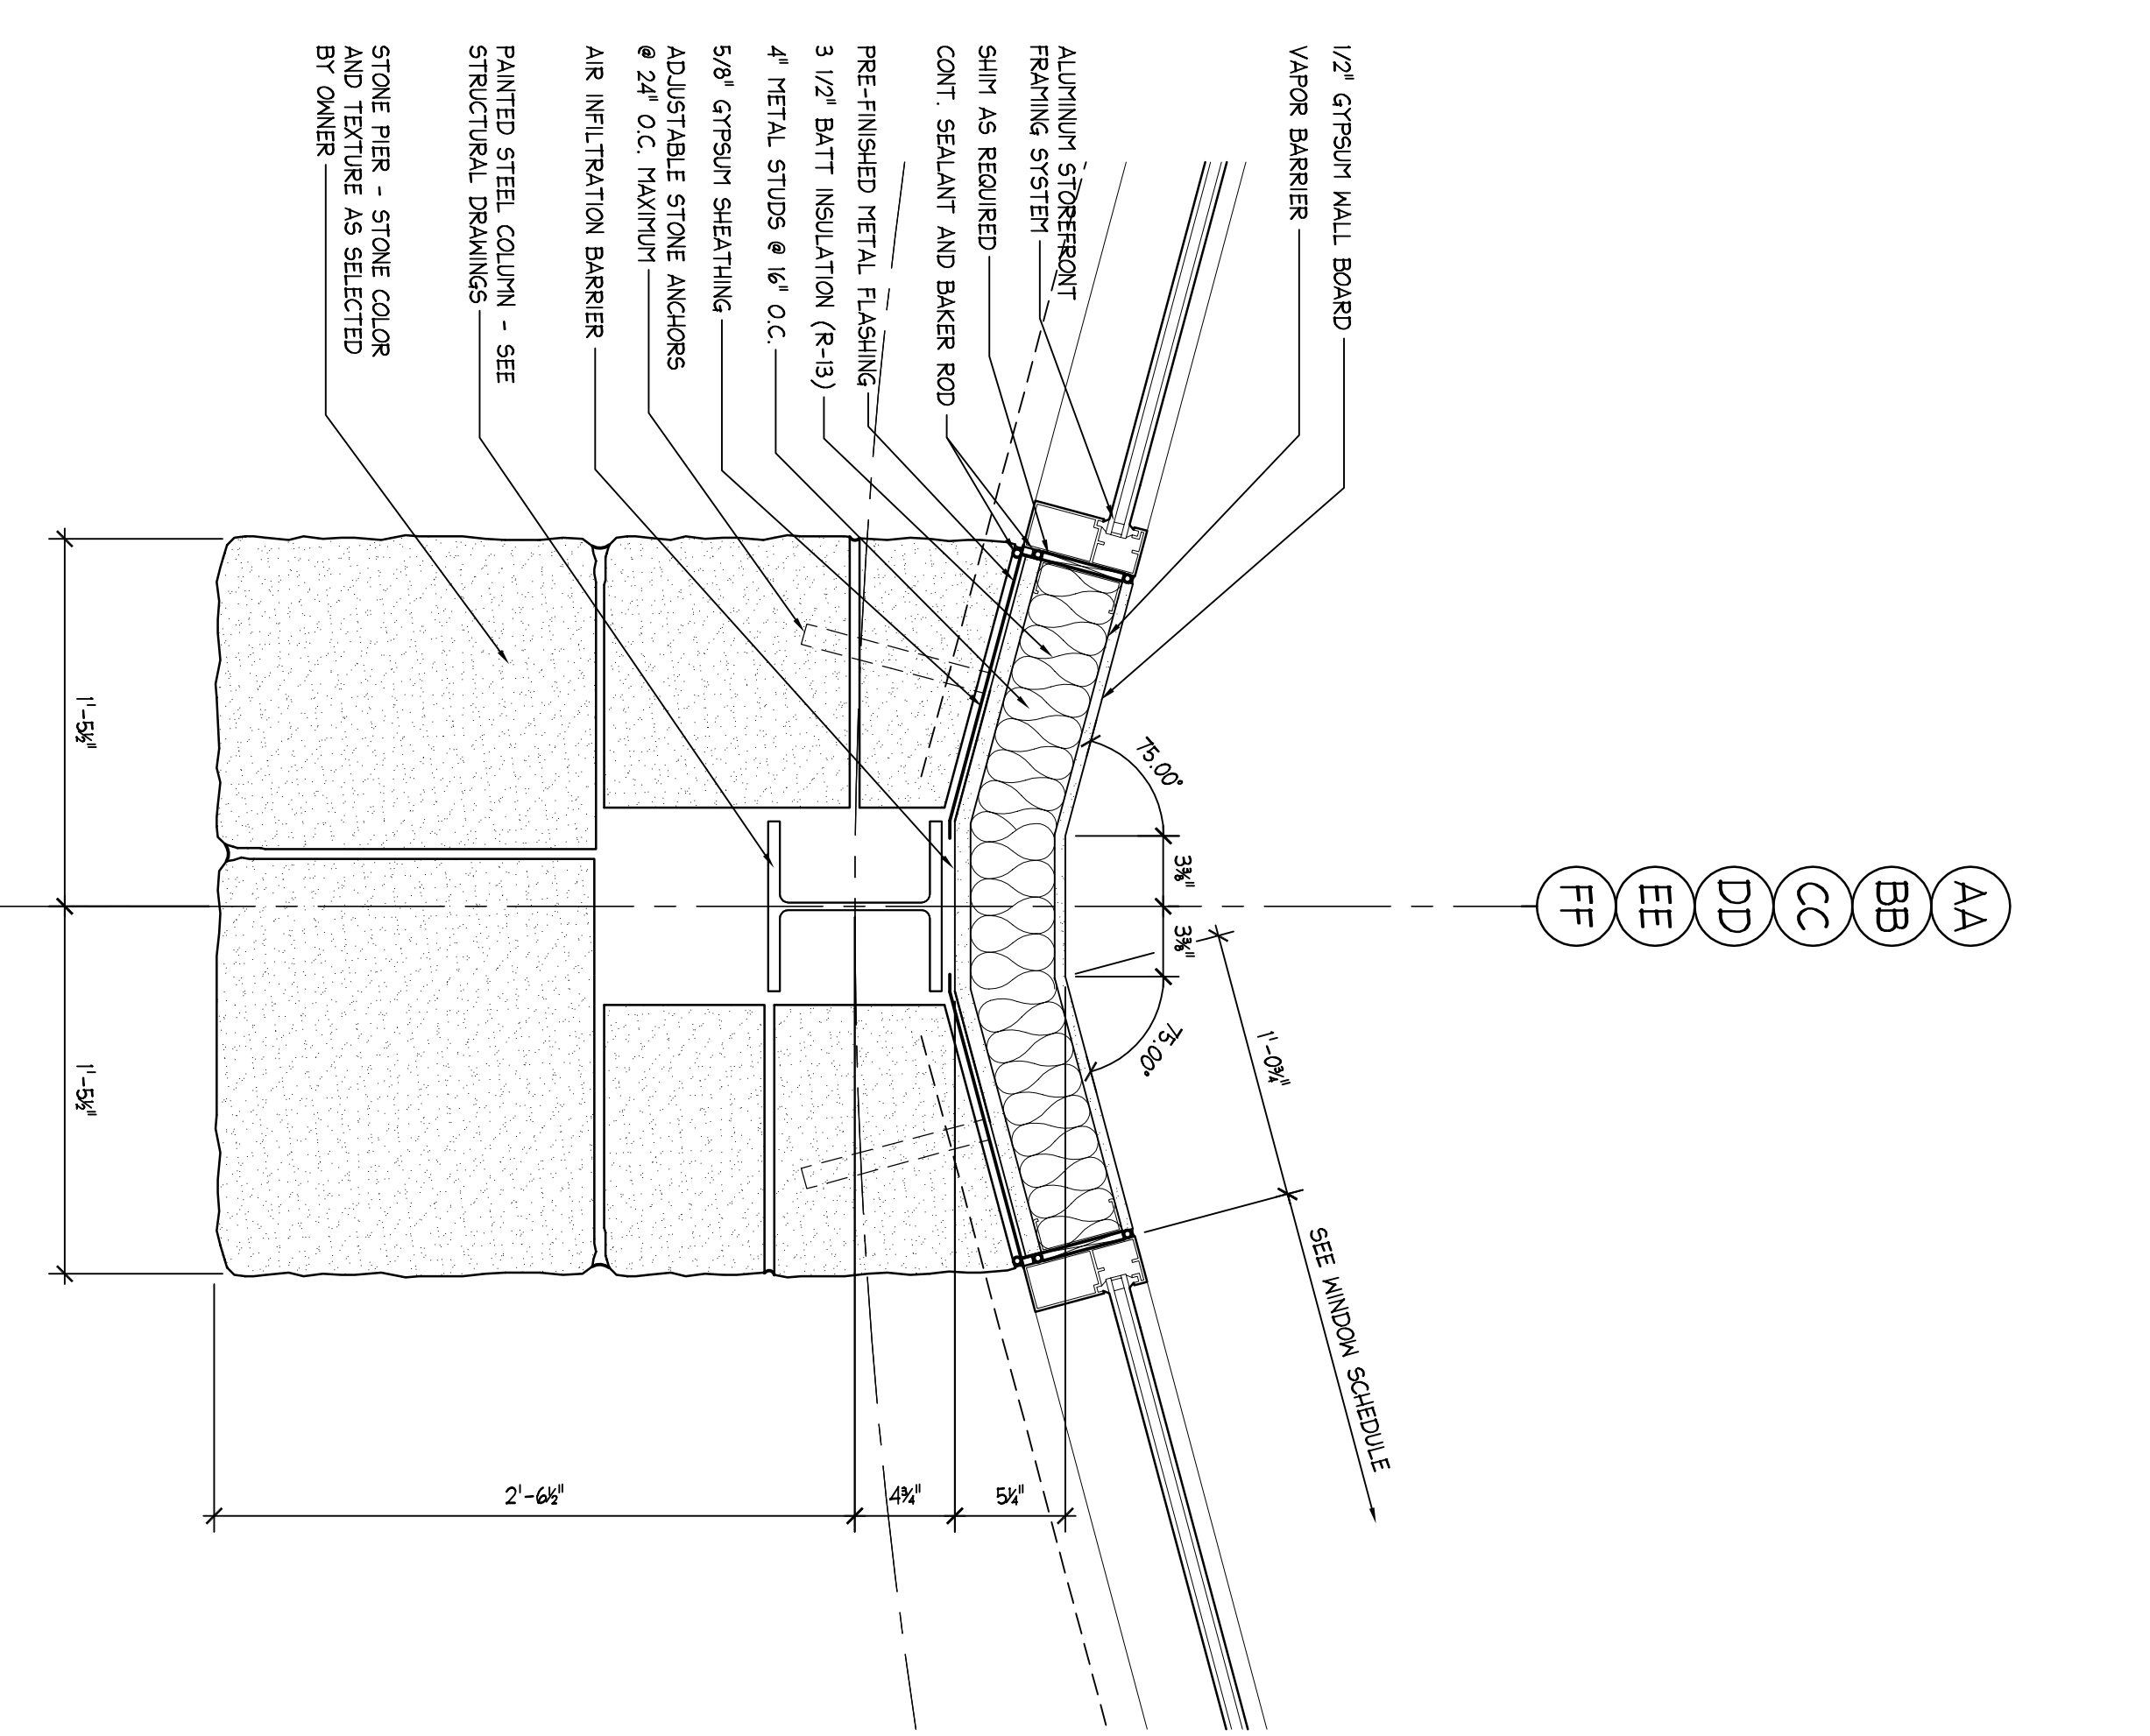 AA
BB
CC
DD
EE
FF
1/2" GYPSUM WALL BOARD
VAPOR BARRIER
ALUMINUM STOREFRONT
FRAMING SYSTEM
SHIM AS REQUIRED
CONT. SEALANT AND BAKER ROD
PRE-FINISHED METAL FLASHING
3 1/2" BATT INSULATION (R-13)
4" METAL STUDS @ 16" O.C.
5/8" GYPSUM SHEATHING
ADJUSTABLE STONE ANCHORS
@ 24" O.C. MAXIMUM
AIR INFILTRATION BARRIER
PAINTED STEEL COLUMN - SEE
STRUCTURAL DRAWINGS
STONE PIER - STONE COLOR
AND TEXTURE AS SELECTED
BY OWNER
75.00°
3⅜"
3⅜"
75.00°
1'-0¾"
SEE WINDOW SCHEDULE
5¼"
4¾"
2'-6½"
1'-5½"
1'-5½"